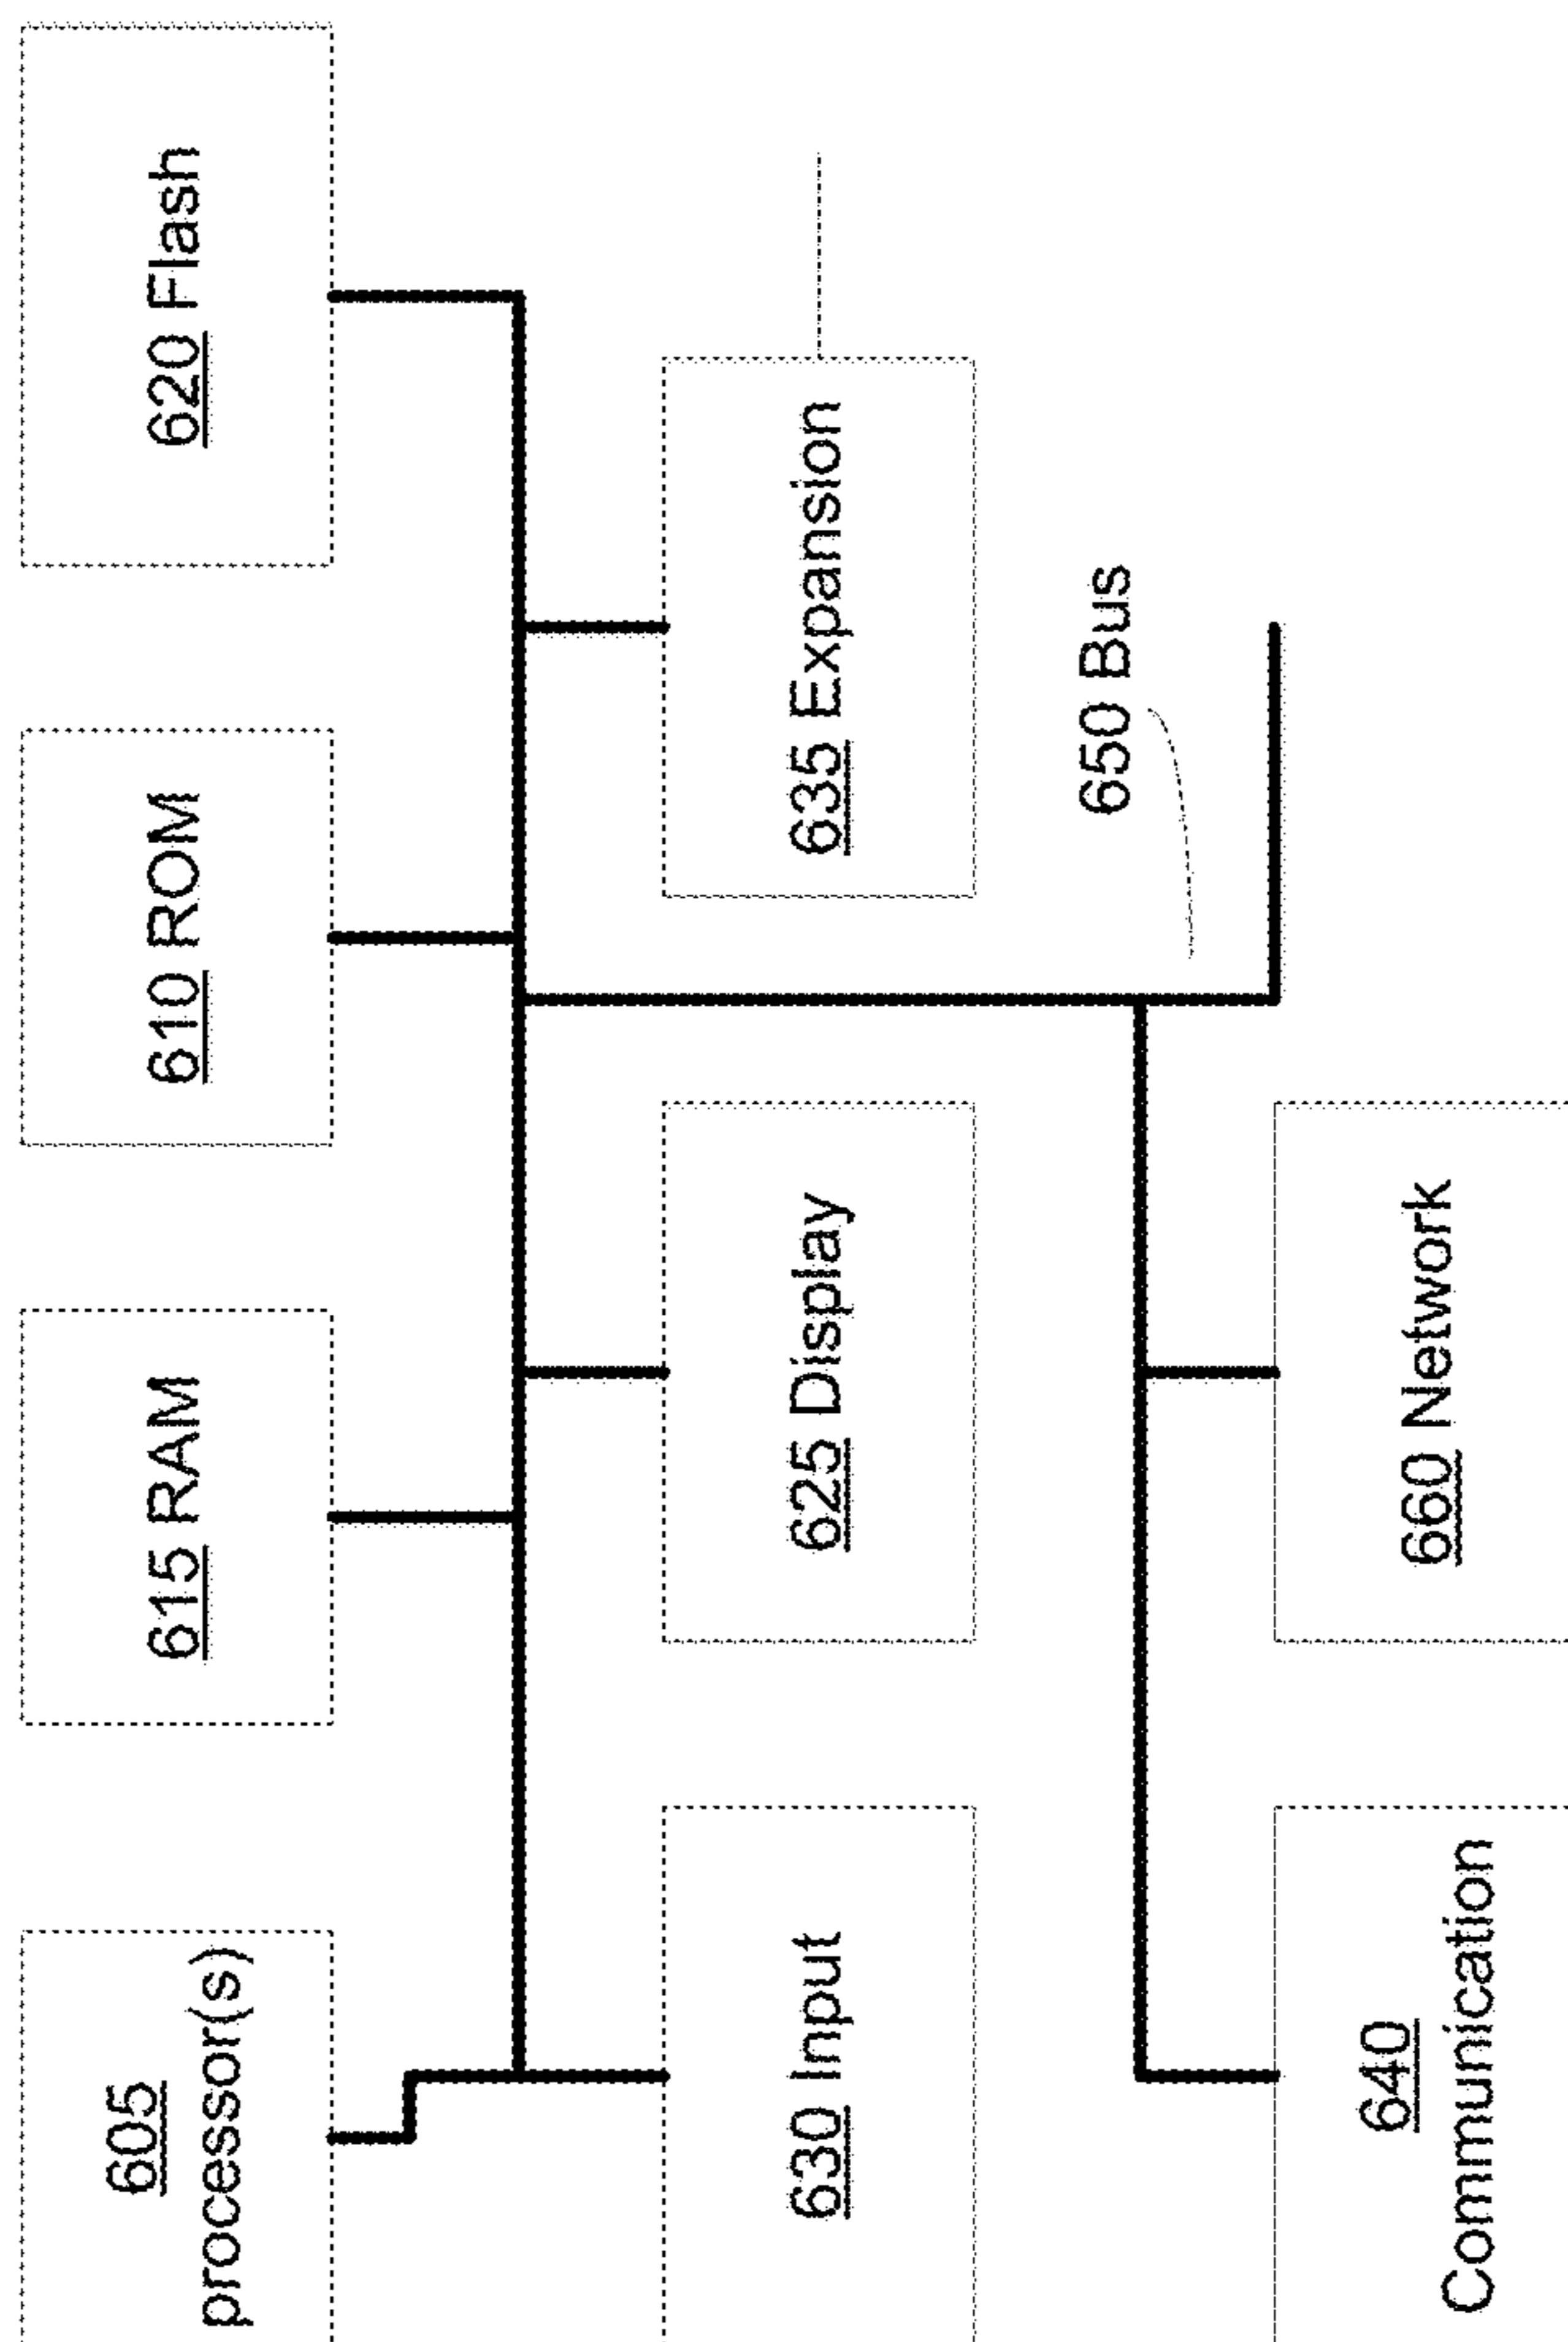 605
processor(s)
615 RAM
610 ROM
620 Flash
630 Input
625 Display
635 Expansion
650 Bus
640
Communication
660 Network